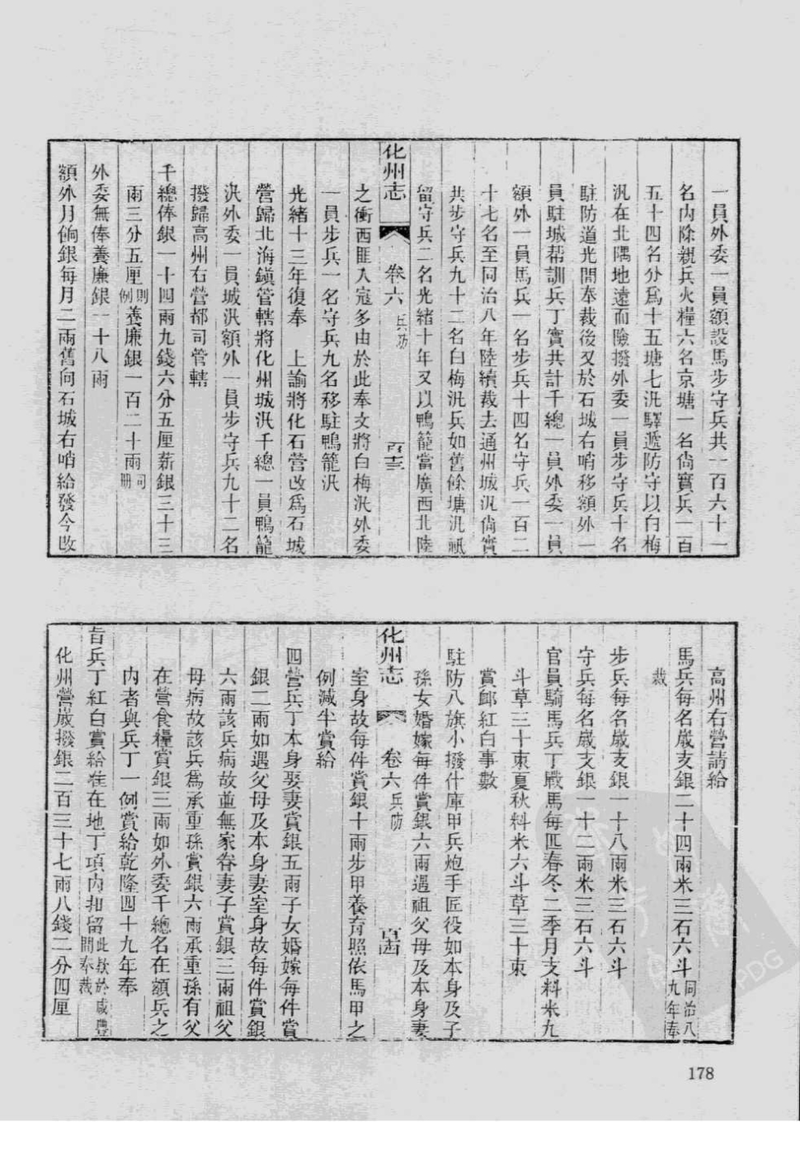 一員外委一員額設馬步守兵共一百六十一
名內除親兵火糧六名京塘一名尚實兵一百
五十四名分爲十五塘七汛驛遞防守以白梅
汛在北隅地遠而險撥外委一員步守兵十名
駐防道光間奉裁後又於石城右哨移額外一
員駐城幇訓兵丁實共計千總一員外委一員
額外一員馬兵一名步兵十四名守兵一百二
十七名至同治八年陸續裁去通州城汛尚實
共步守兵九十二名白梅汛兵如舊餘塘汛祇
留守兵二名光緒十年又以鴨籠當廣西北陸
化州志 卷六 兵防 百三
之衝西匪入寇多由於此奉文將白梅汛外委
一員步兵一名守兵九名移駐鴨籠汛
光緒十三年復奉 上諭將化石營改爲石城
營歸北海鎮管轄將化州城汛千總一員鴨籠
汛外委一員城汛額外一員步守兵九十二名
撥歸高州右營都司管轄
千總俸銀一十四兩九錢六分五厘薪銀三十三
兩三分五厘則例養廉銀一百二十兩司冊
外委無俸養廉銀一十八兩
額外月餉銀每月二兩舊向石城右哨給發今改
高州右營請給
馬兵每名歲支銀二十四兩米三石六斗同治八九年奉
裁
步兵每名歲支銀一十八兩米三石六斗
守兵每名歲支銀一十二兩米三石六斗
官員騎馬兵丁戰馬每匹春冬二季月支料米九
斗草三十束夏秋料米六斗草三十束
賞卹紅白事數
駐防八旗小撥什庫甲兵炮手匠役如本身及子
孫女婚嫁每件賞銀六兩遇祖父母及本身妻
化州志 卷六 兵防 百
室身故每件賞銀十兩步甲養育照依馬甲之
例減半賞給
四營兵丁本身娶妻賞銀五兩子女婚嫁每件賞
銀二兩如遇父母及本身妻室身故每件賞銀
六兩該兵病故並無家眷妻子賞銀三兩祖父
母病故該兵爲承重孫賞銀六兩承重孫有父
在營食糧賞銀三兩如外委千總名在額兵之
內者與兵丁一例賞給乾隆四十九年奉
旨兵丁紅白賞給准在地丁項內扣留此款於咸豐間奉裁
化州營歲撥銀二百三十七兩八錢二分四厘
178
PDG